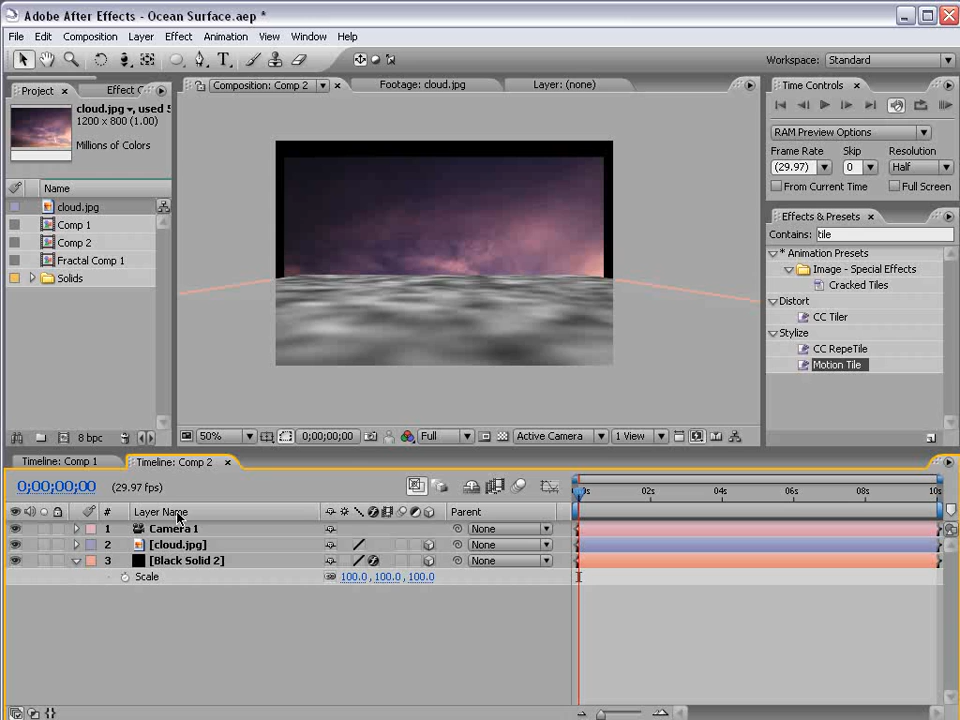 Adobe After Effects - Ocean Surface.aep *
File Edit Composition Layer Effect Animation View Window Help
Workspace: Standard
Project Effect C
Composition: Comp 2 Footage: cloud.jpg Layer: (none)
Time Controls
cloud.jpg , used 5
1200 x 800 (1.00)
Millions of Colors
RAM Preview Options
Frame Rate Skip Resolution
(29.97) 0 Half
From Current Time Full Screen
Name
cloud.jpg
Comp 1
Comp 2
Fractal Comp 1
Solids
Effects & Presets
Contains: tile
* Animation Presets
Image - Special Effects
Cracked Tiles
Distort
CC Tiler
Stylize
CC RepeTile
Motion Tile
8 bpc
50% 0;00;00;00 Full Active Camera 1 View
Timeline: Comp 1 Timeline: Comp 2
0;00;00;00 (29.97 fps)
0s 02s 04s 06s 08s 10s
# Layer Name Parent
1 Camera 1 None
2 [cloud.jpg] None
3 [Black Solid 2] None
Scale 100.0, 100.0, 100.0